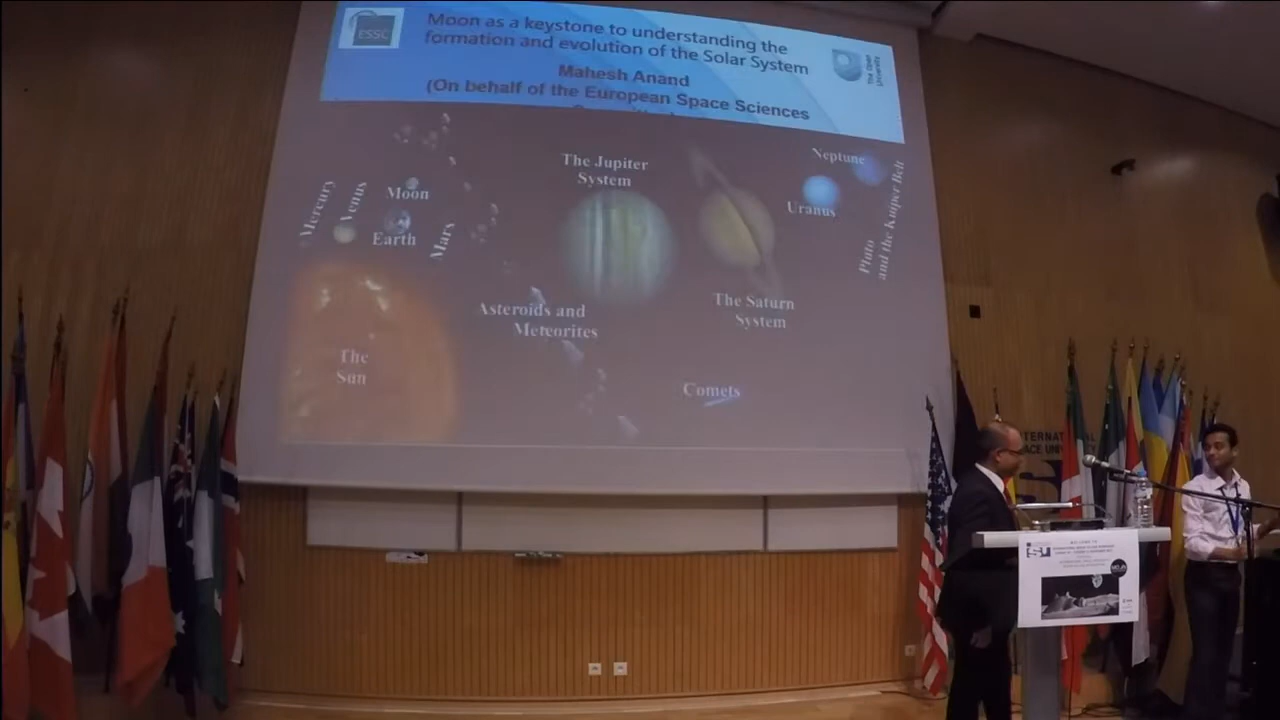 ESSC
Moon as a keystone to understanding the
formation and evolution of the Solar System
The Open
University
Mahesh Anand
(On behalf of the European Space Sciences
Mercury
Venus
Moon
Earth
Mars
The Jupiter
System
Neptune
Uranus
Pluto
and the Kuiper Belt
Asteroids and
Meteorites
The Saturn
System
The
Sun
Comets
WELCOME TO